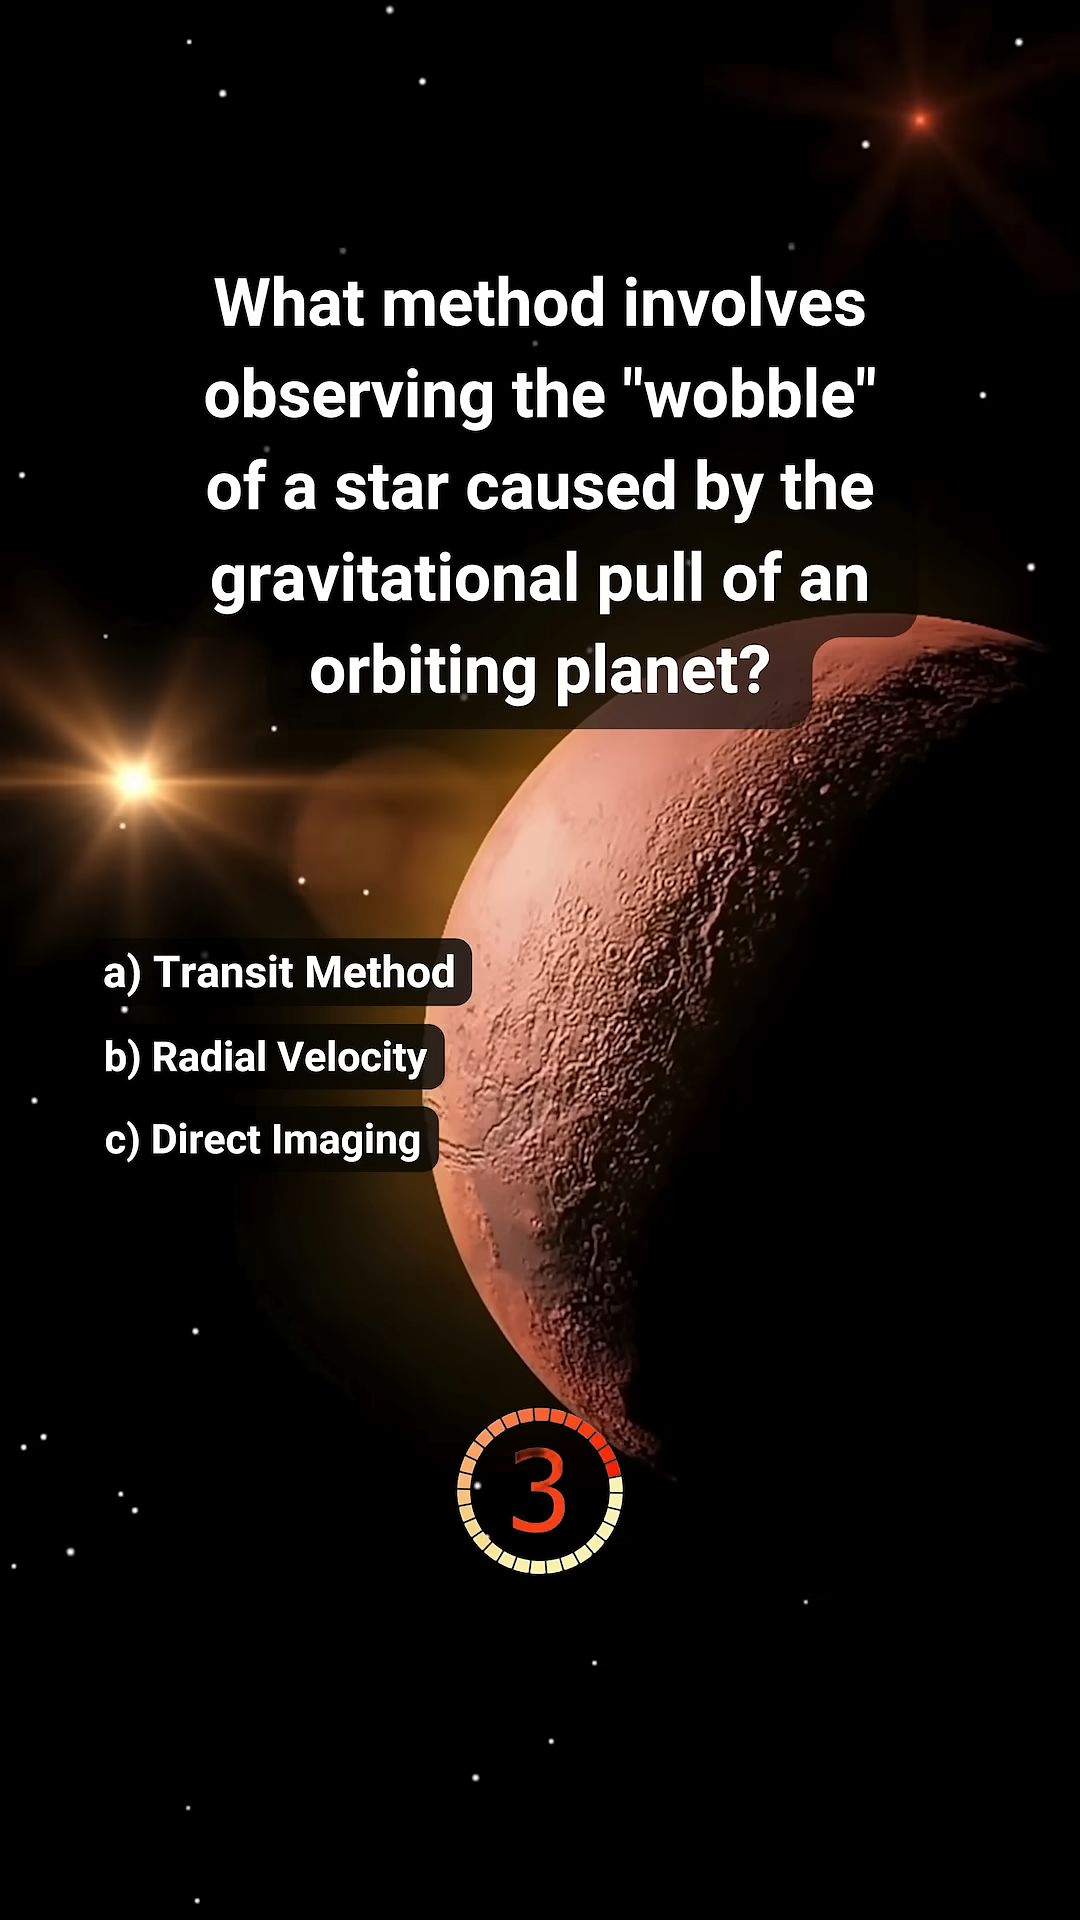 What method involves
observing the "wobble"
of a star caused by the
gravitational pull of an
orbiting planet?
a) Transit Method
b) Radial Velocity
c) Direct Imaging
3